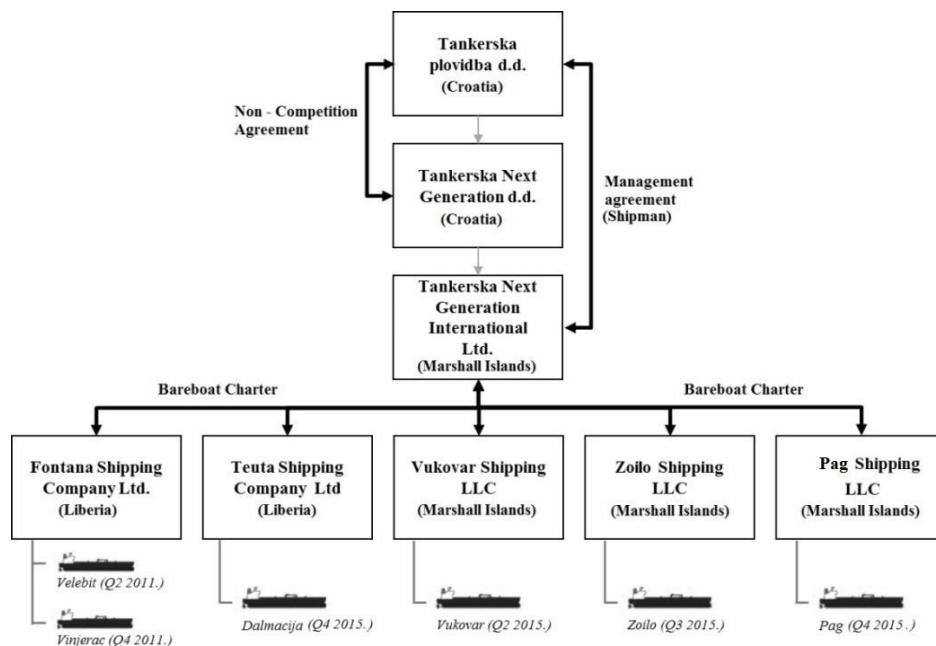 Tankerska
plovidba d.d.
(Croatia)
Non - Competition
Agreement
Tankerska Next
Generation d.d.
(Croatia)
Management
agreement
(Shipman)
Tankerska Next
Generation
International
Ltd.
(Marshall Islands)
Bareboat Charter
Bareboat Charter
Fontana Shipping
Company Ltd.
(Liberia)
Teuta Shipping
Company Ltd
(Liberia)
Vukovar Shipping
LLC
(Marshall Islands)
Zoilo Shipping
LLC
(Marshall Islands)
Pag Shipping
LLC
(Marshall Islands)
Velebit (Q2 2011.)
Vinjerac (Q4 2011.)
Dalmacija (Q4 2015.)
Vukovar (Q2 2015.)
Zoilo (Q3 2015.)
Pag (Q4 2015.)